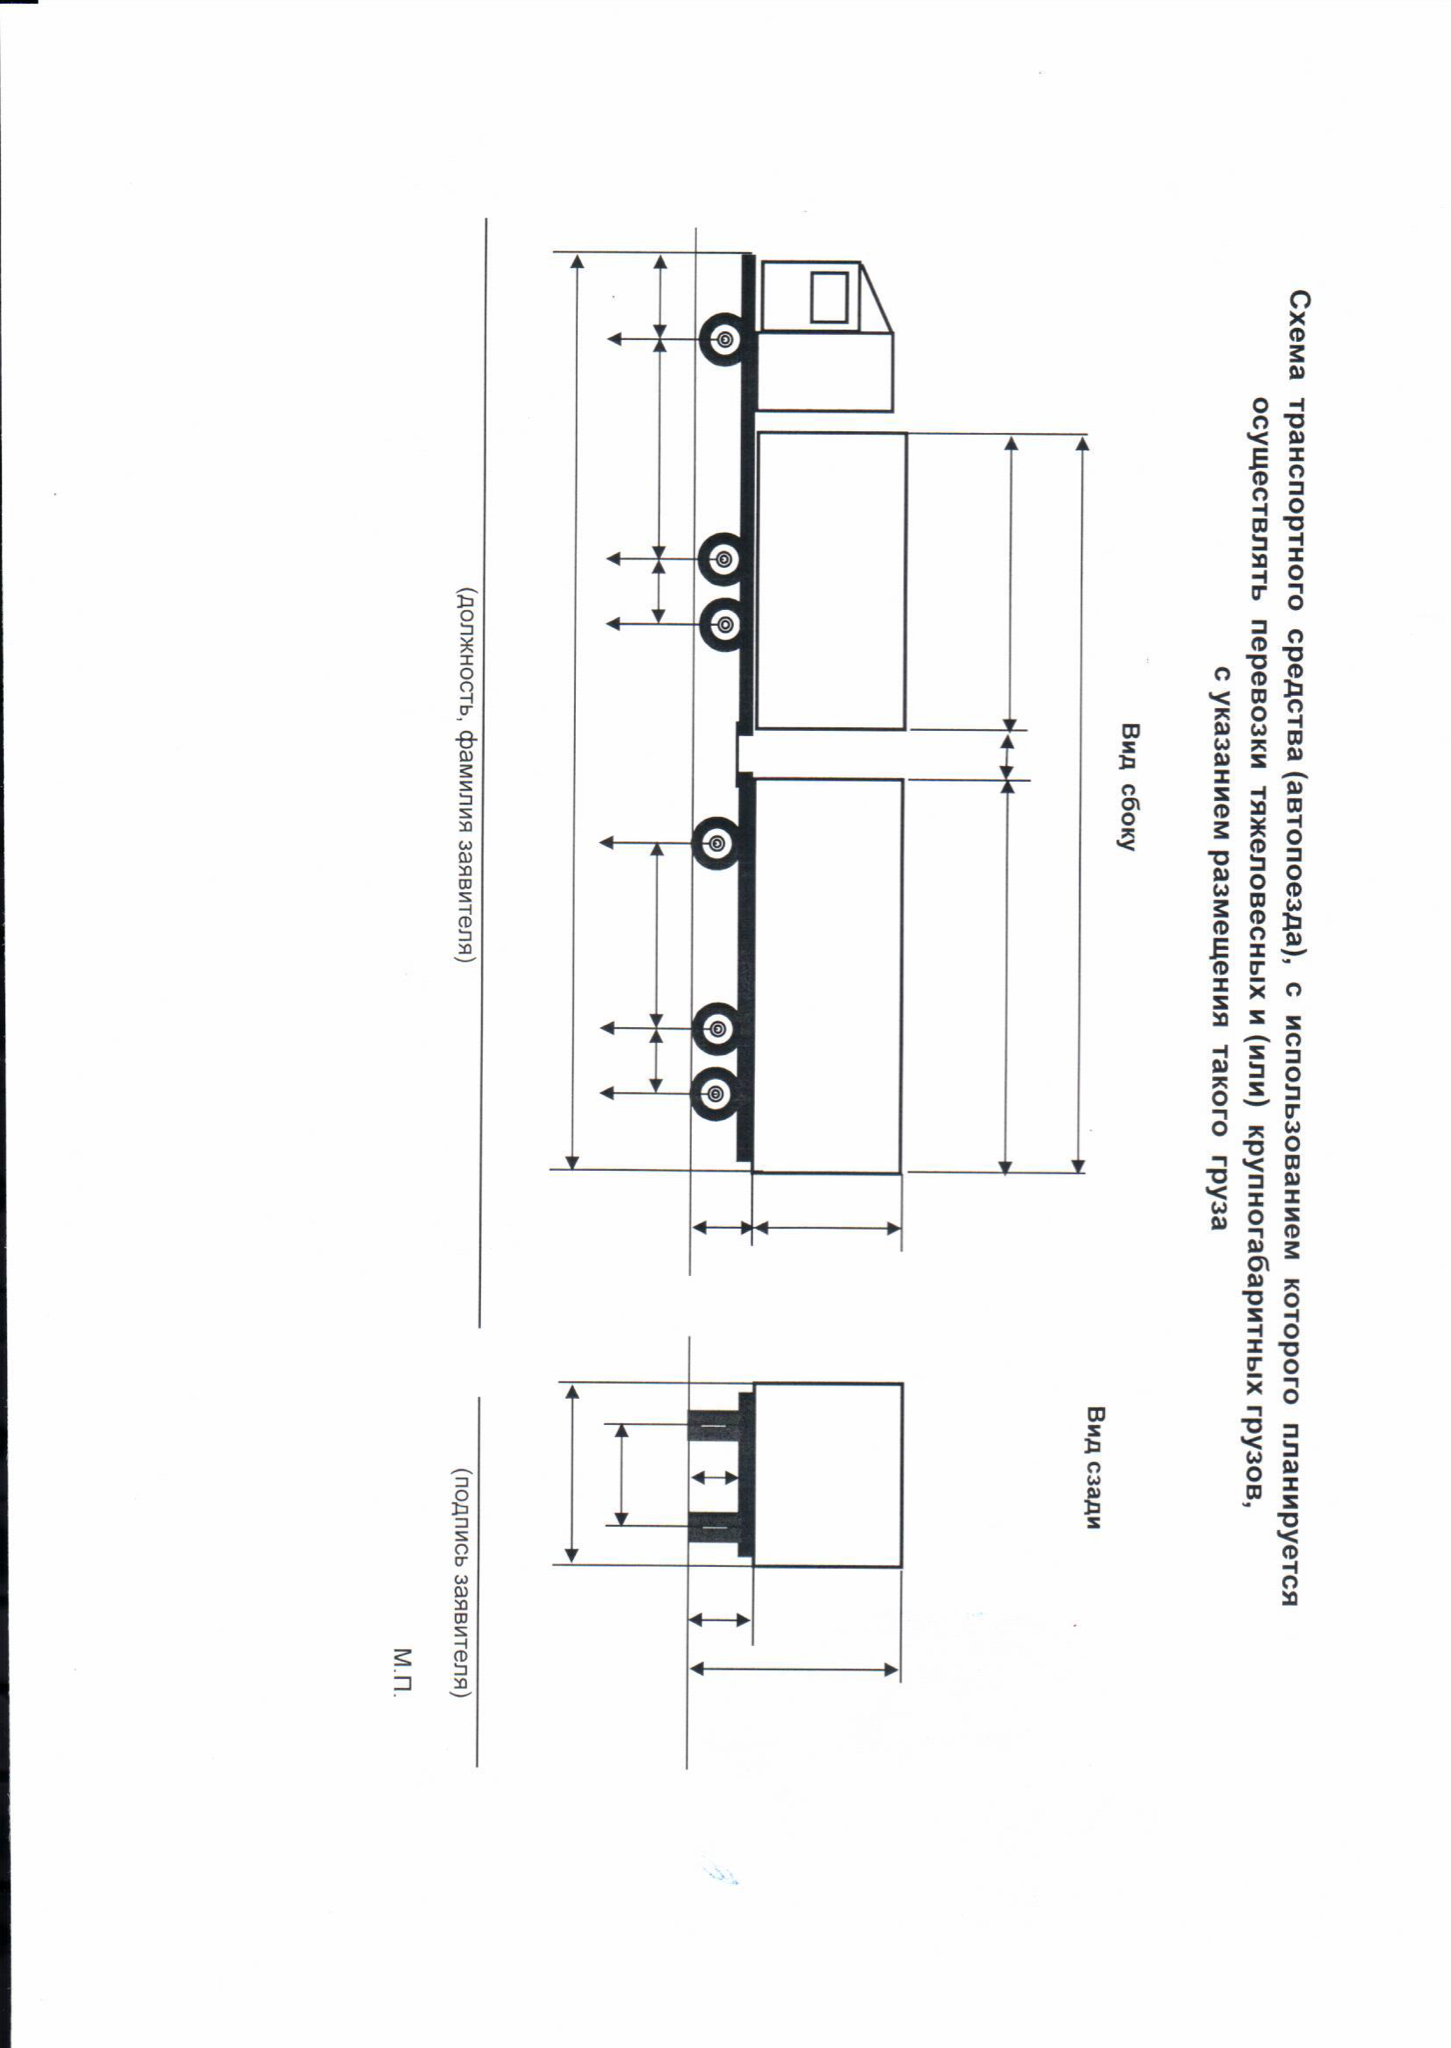 Схема транспортного средства (автопоезда), с использованием которого планируется
осуществлять перевозки тяжеловесных и (или) крупногабаритных грузов,
с указанием размещения такого груза
Вид сбоку
Вид сзади
(должность, фамилия заявителя)
(подпись заявителя)
М.П.